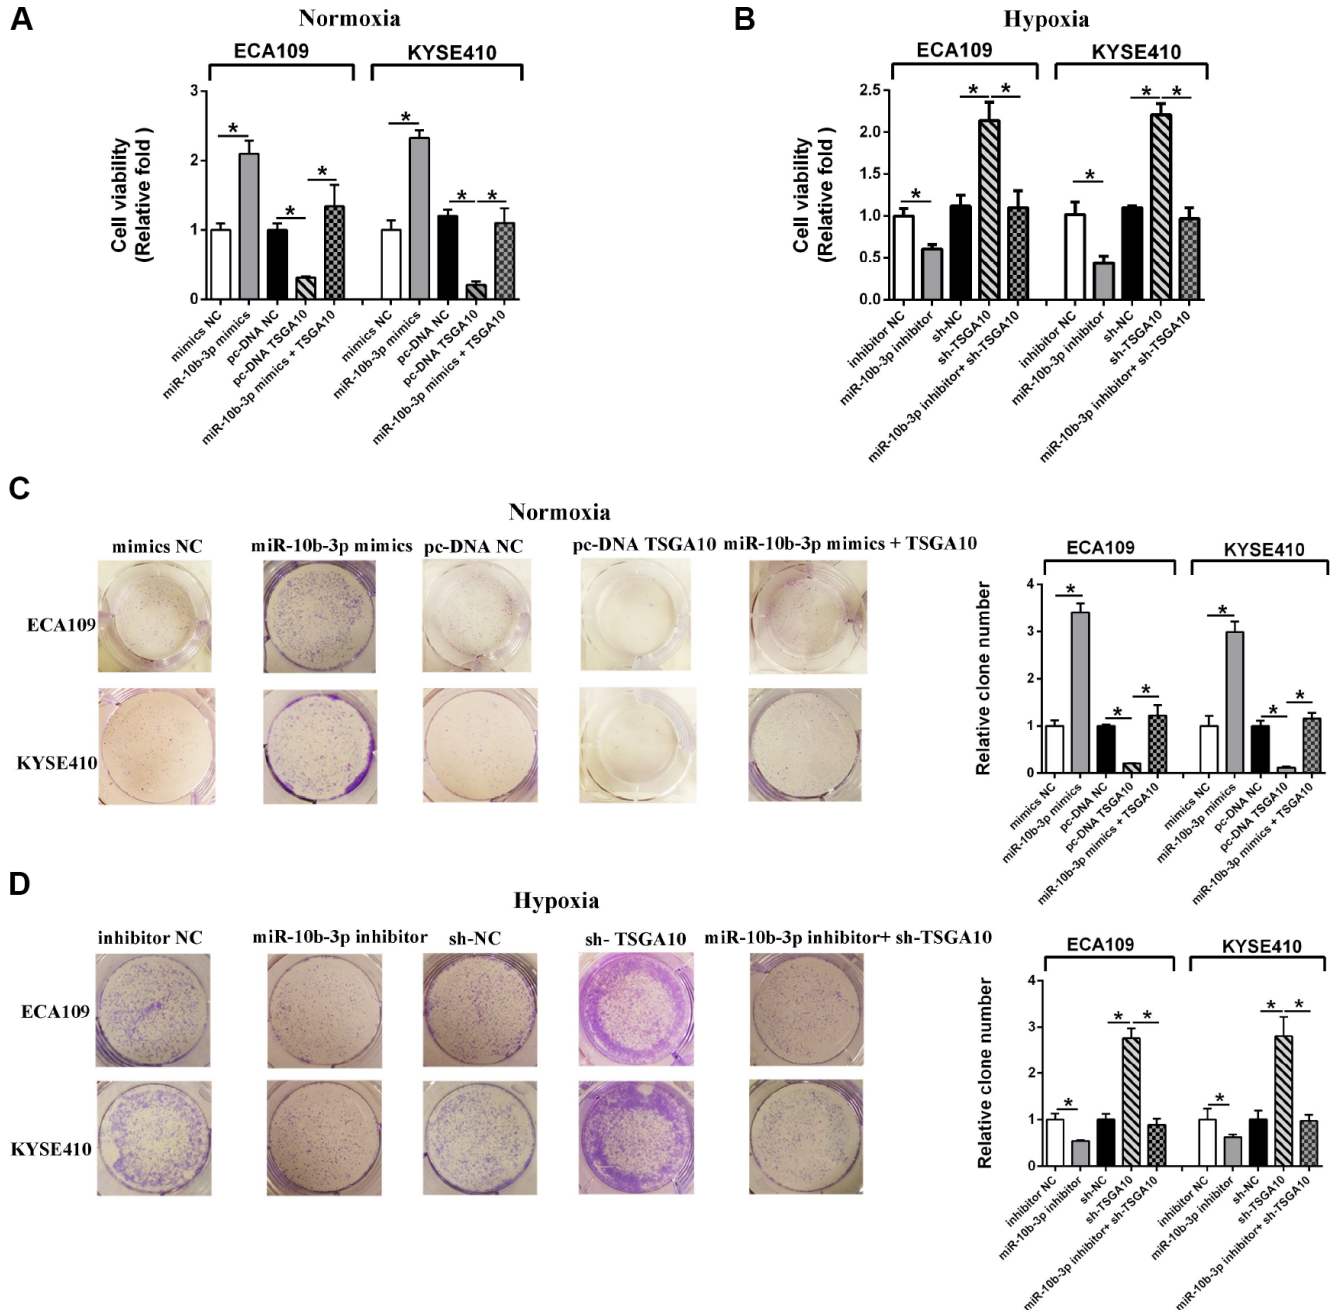 A
Normoxia
ECA109 KYSE410
Cell viability
(Relative fold )
3
2
1
0
mimics NC
miR-10b-3p mimics
pc-DNA NC
pc-DNA TSGA10
miR-10b-3p mimics + TSGA10
mimics NC
miR-10b-3p mimics
pc-DNA NC
pc-DNA TSGA10
miR-10b-3p mimics + TSGA10
* * * * * *
B
Hypoxia
ECA109 KYSE410
Cell viability
(Relative fold )
2.5
2.0
1.5
1.0
0.5
0.0
* * * * * *
inhibitor NC
miR-10b-3p inhibitor
sh-NC
sh-TSGA10
miR-10b-3p inhibitor+ sh-TSGA10
inhibitor NC
miR-10b-3p inhibitor
sh-NC
sh-TSGA10
miR-10b-3p inhibitor+ sh-TSGA10
C
Normoxia
mimics NC miR-10b-3p mimics pc-DNA NC pc-DNA TSGA10 miR-10b-3p mimics + TSGA10
ECA109
KYSE410
ECA109 KYSE410
Relative clone number
4
3
2
1
0
* * * * * *
mimics NC
miR-10b-3p mimics
pc-DNA NC
pc-DNA TSGA10
miR-10b-3p mimics + TSGA10
mimics NC
miR-10b-3p mimics
pc-DNA NC
pc-DNA TSGA10
miR-10b-3p mimics + TSGA10
D
Hypoxia
inhibitor NC miR-10b-3p inhibitor sh-NC sh- TSGA10 miR-10b-3p inhibitor+ sh-TSGA10
ECA109
KYSE410
ECA109 KYSE410
Relative clone number
4
3
2
1
0
* * * * * *
inhibitor NC
miR-10b-3p inhibitor
sh-NC
sh-TSGA10
miR-10b-3p inhibitor+ sh-TSGA10
inhibitor NC
miR-10b-3p inhibitor
sh-NC
sh-TSGA10
miR-10b-3p inhibitor+ sh-TSGA10